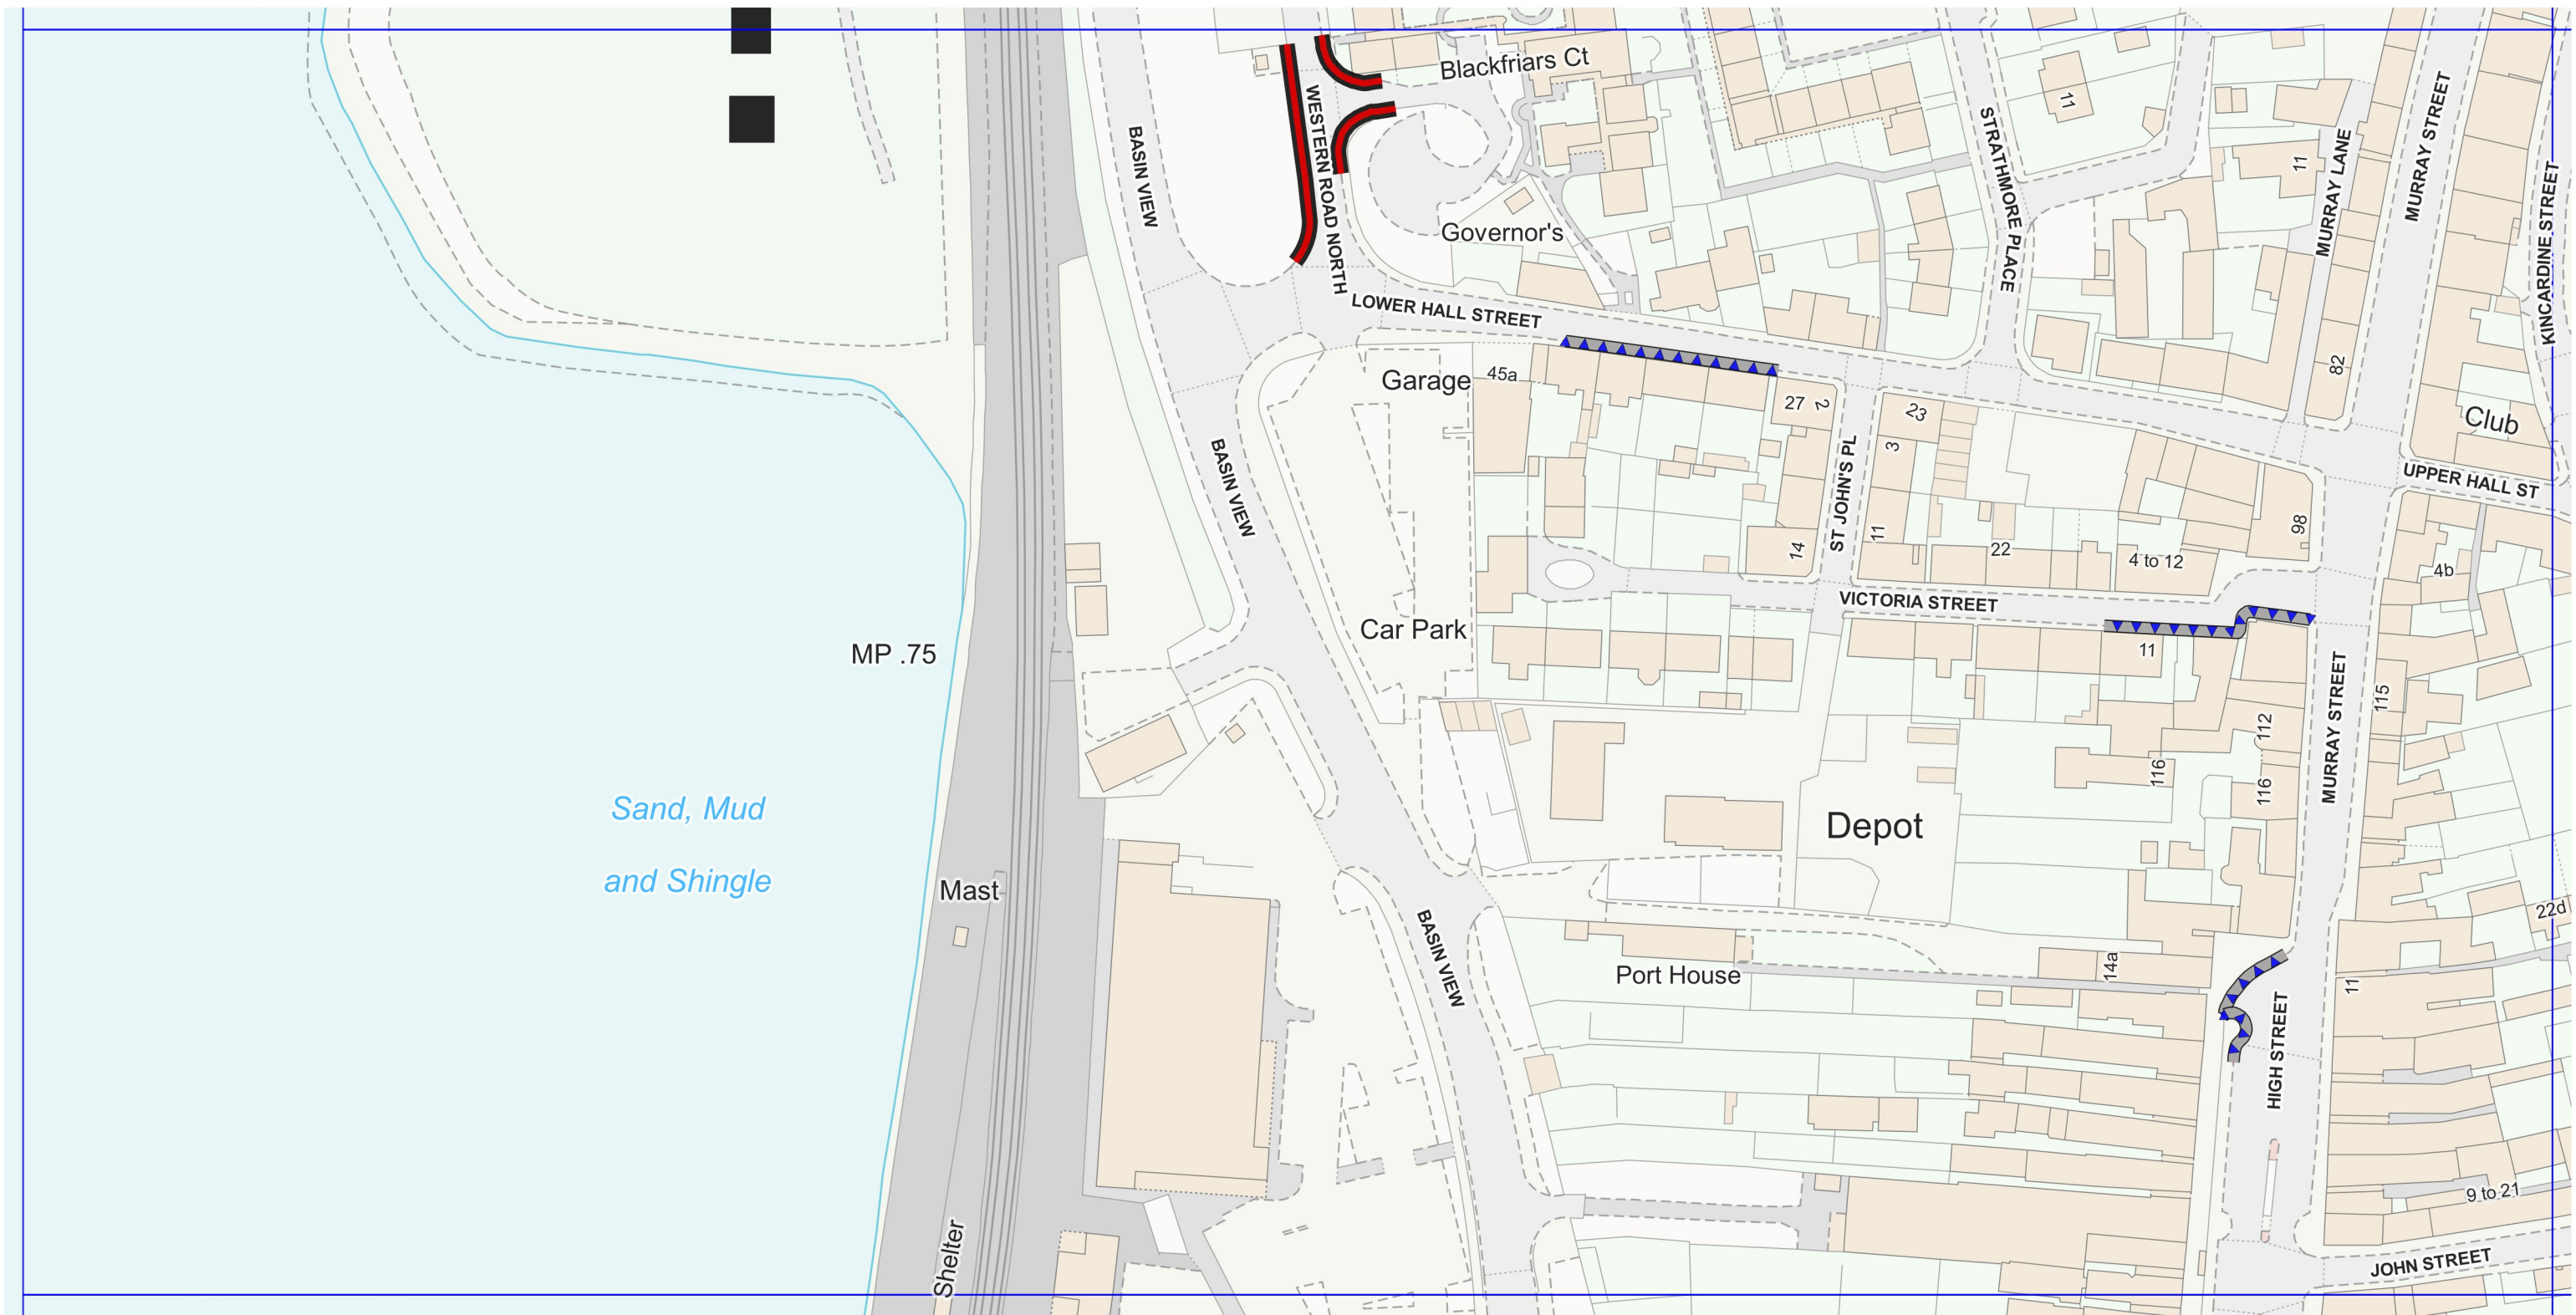 Blackfriars Ct
11
BASIN VIEW
WESTERN ROAD NORTH
STRATHMORE PLACE
11
MURRAY LANE
MURRAY STREET
KINCARDINE STREET
Governor's
LOWER HALL STREET
Garage
45a
27
2
23
3
82
Club
UPPER HALL ST
BASIN VIEW
ST JOHN'S PL
14
11
22
4 to 12
98
4b
VICTORIA STREET
Car Park
11
MP .75
115
112
116
116
MURRAY STREET
Sand, Mud
and Shingle
Depot
Mast
BASIN VIEW
22d
Port House
14a
11
HIGH STREET
9 to 21
Shelter
JOHN STREET